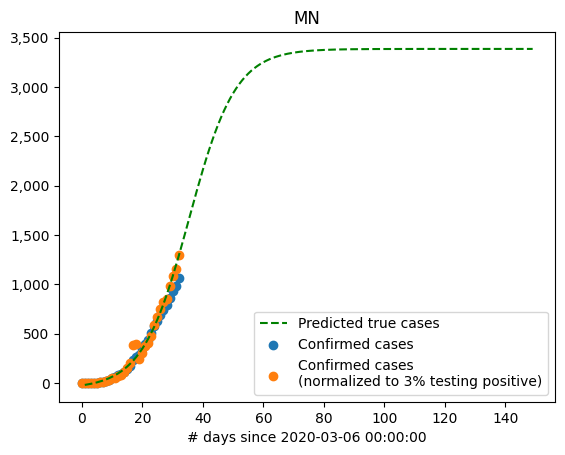 MN
3,500
3,000
2,500
2,000
1,500
1,000
500
0
0 20 40 60 80 100 120 140
# days since 2020-03-06 00:00:00
Predicted true cases
Confirmed cases
Confirmed cases
(normalized to 3% testing positive)